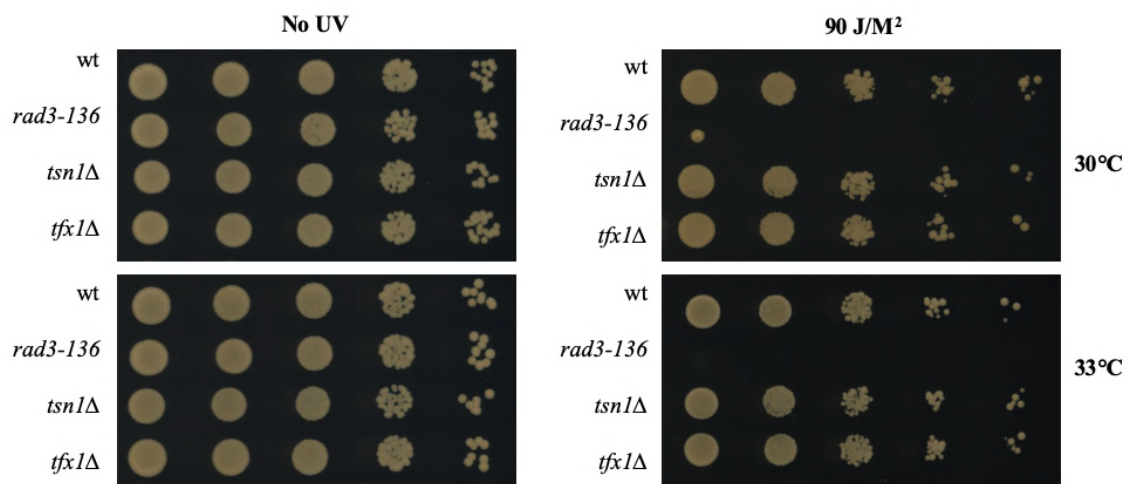 No UV
90 J/M²
wt
rad3-136
tsn1Δ
tfx1Δ
wt
rad3-136
tsn1Δ
tfx1Δ
30°C
wt
rad3-136
tsn1Δ
tfx1Δ
wt
rad3-136
tsn1Δ
tfx1Δ
33°C